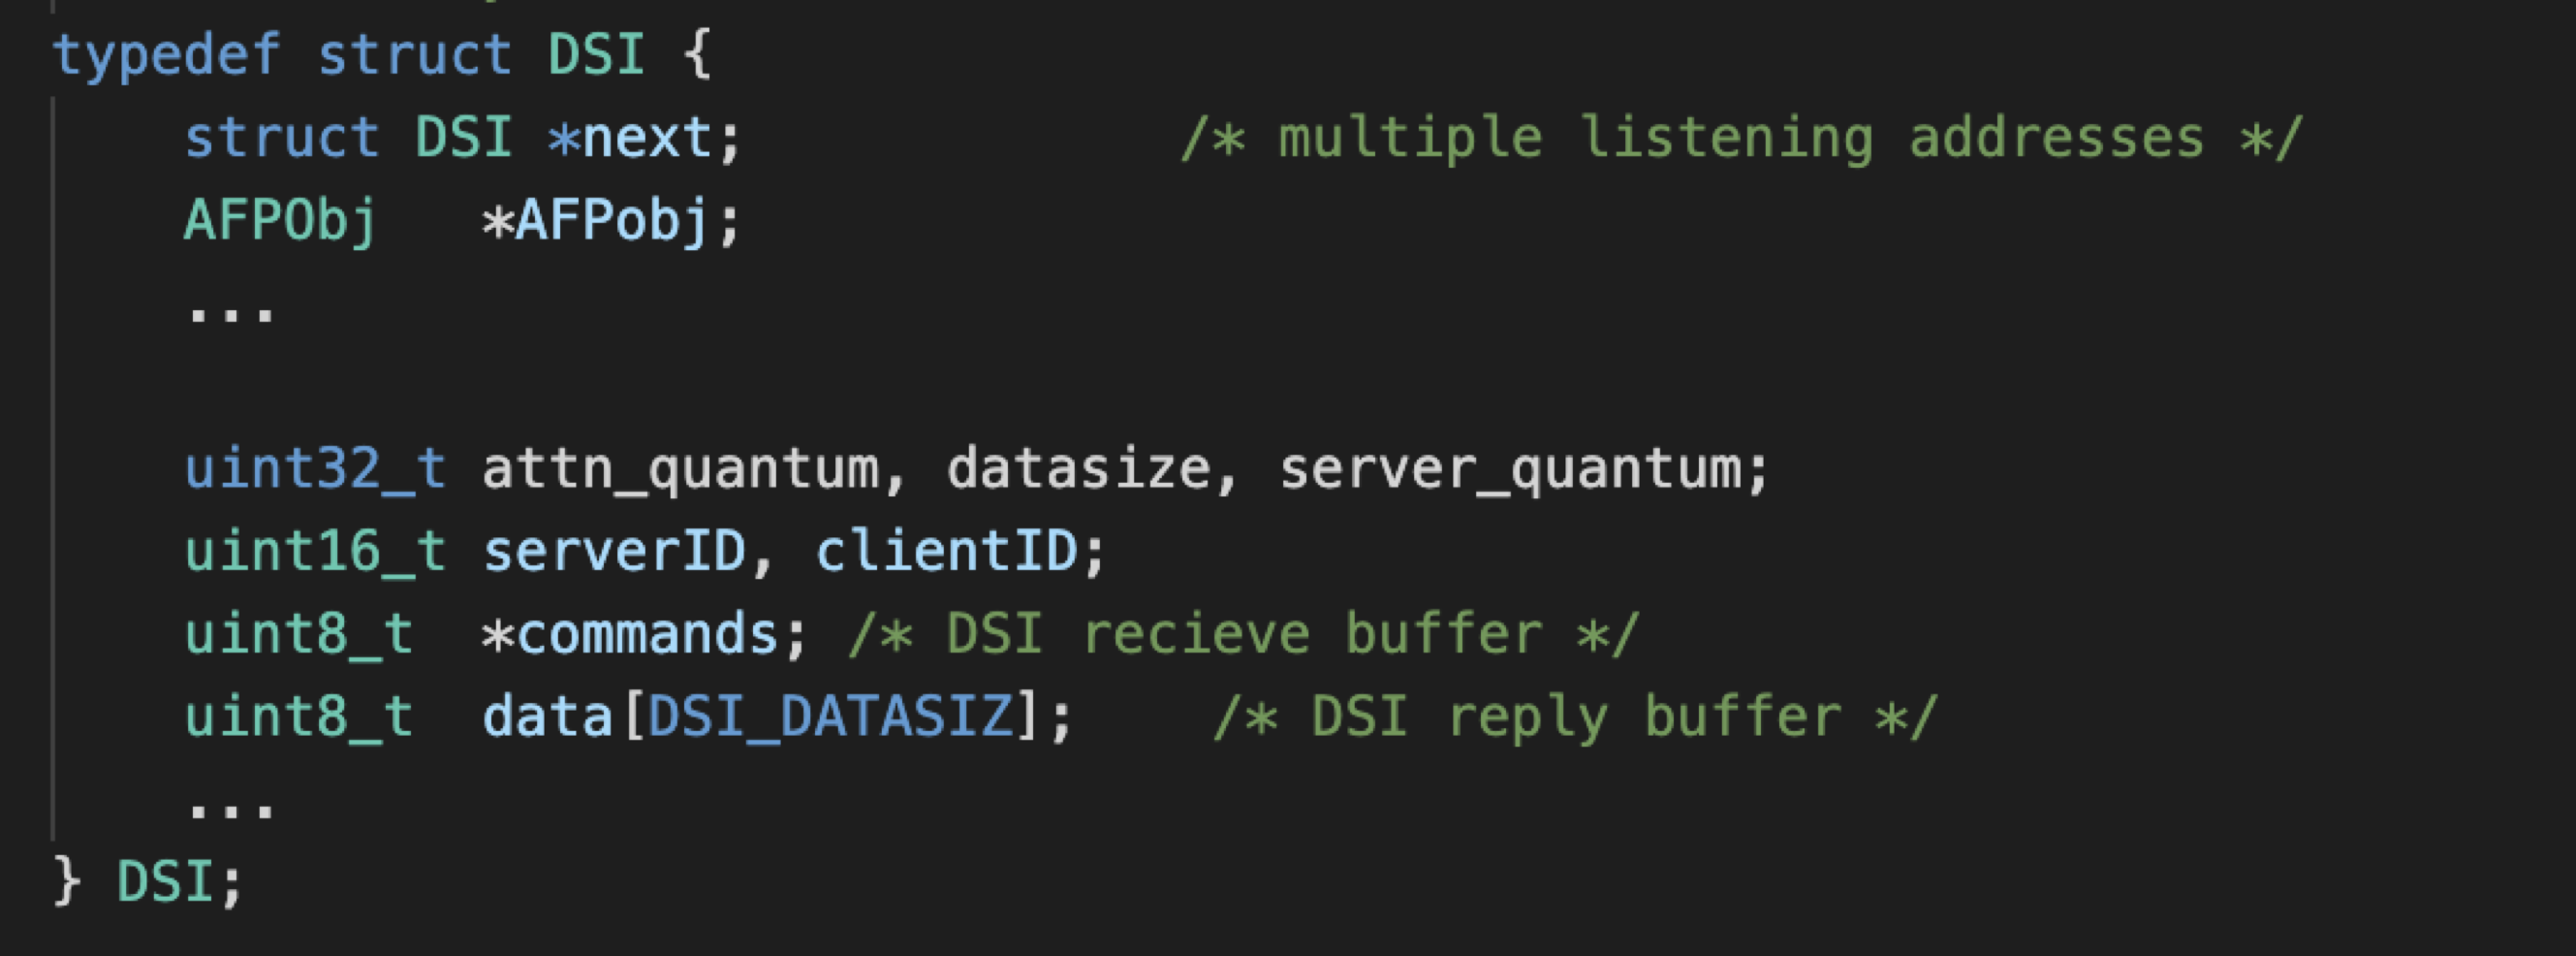 typedef struct DSI {
struct DSI *next; /* multiple listening addresses */
AFPObj *AFPobj;
...
uint32_t attn_quantum, datasize, server_quantum;
uint16_t serverID, clientID;
uint8_t *commands; /* DSI recieve buffer */
uint8_t data[DSI_DATASIZ]; /* DSI reply buffer */
...
} DSI;